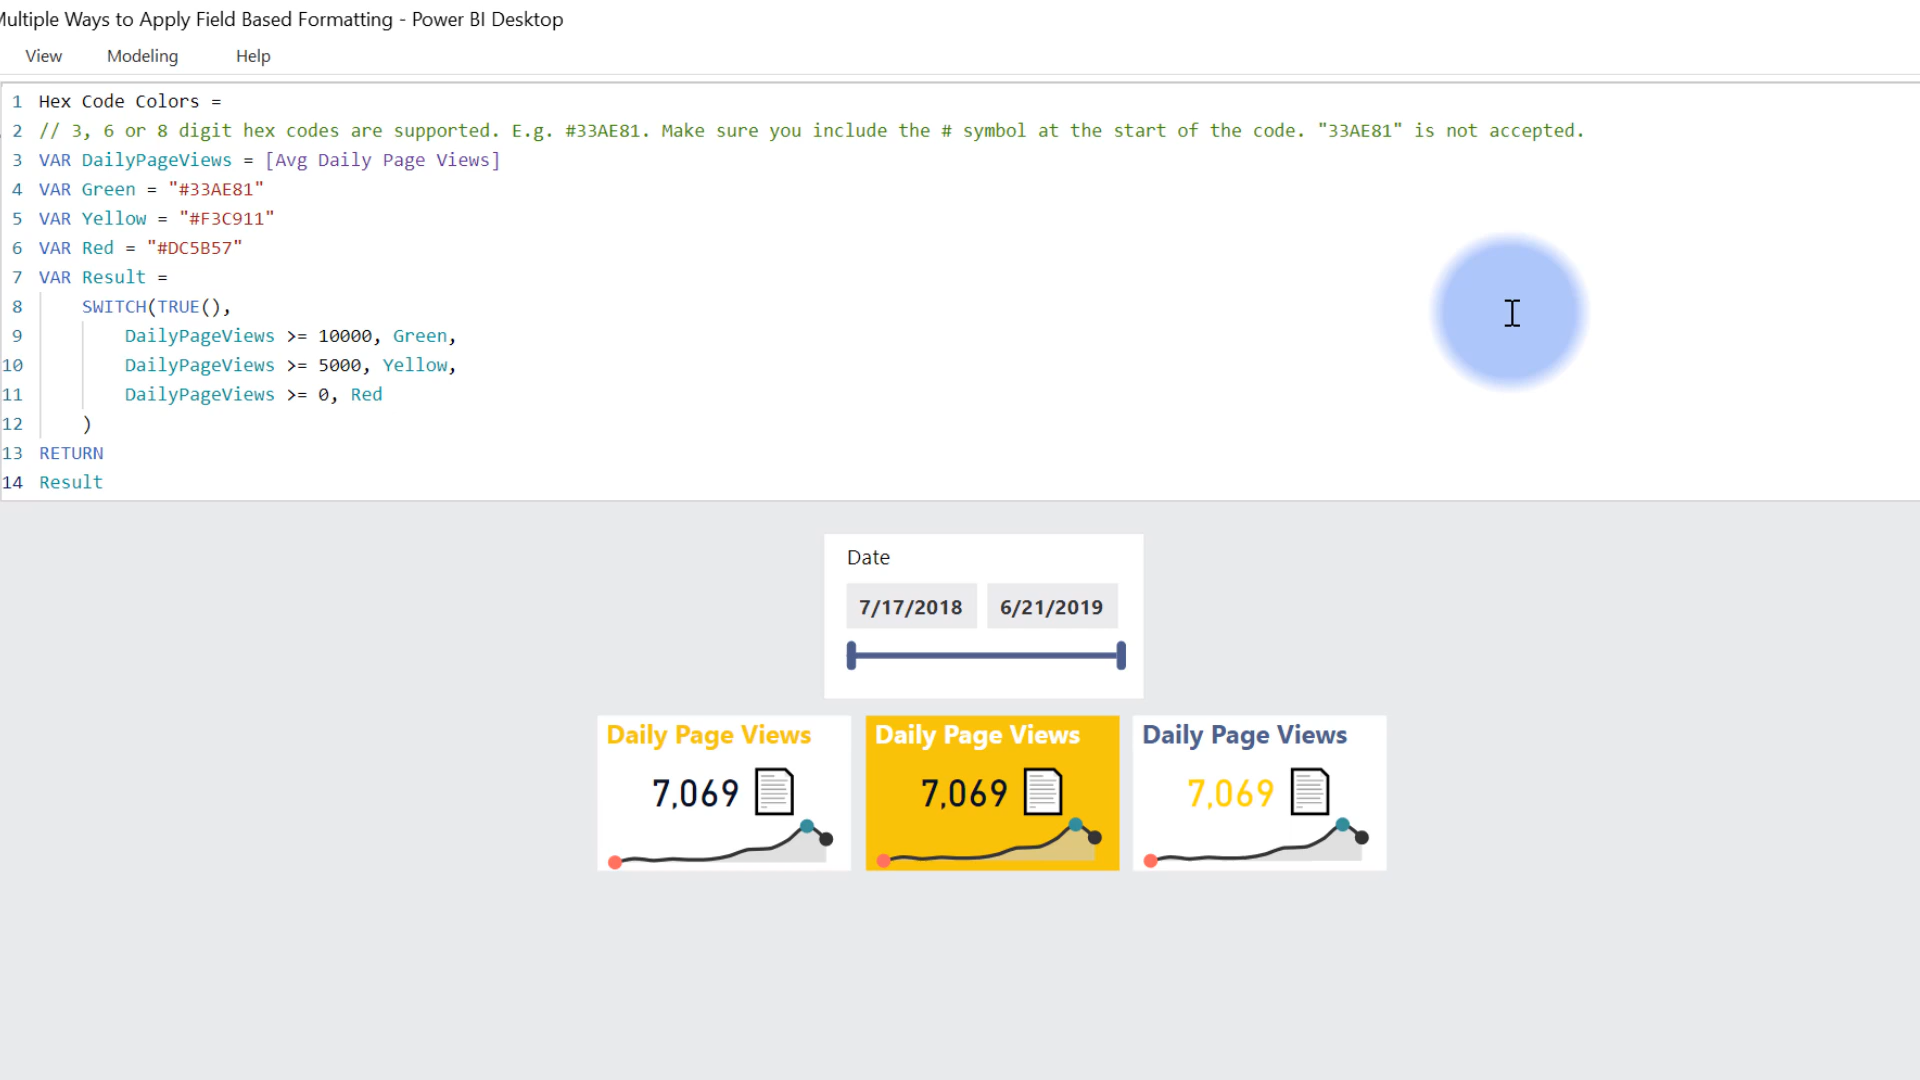 Multiple Ways to Apply Field Based Formatting - Power BI Desktop
View Modeling Help
1 Hex Code Colors =
2 // 3, 6 or 8 digit hex codes are supported. E.g. #33AE81. Make sure you include the # symbol at the start of the code. "33AE81" is not accepted.
3 VAR DailyPageViews = [Avg Daily Page Views]
4 VAR Green = "#33AE81"
5 VAR Yellow = "#F3C911"
6 VAR Red = "#DC5B57"
7 VAR Result =
8 SWITCH(TRUE(),
9 DailyPageViews >= 10000, Green,
10 DailyPageViews >= 5000, Yellow,
11 DailyPageViews >= 0, Red
12 )
13 RETURN
14 Result
Date
7/17/2018 6/21/2019
Daily Page Views
7,069
Daily Page Views
7,069
Daily Page Views
7,069